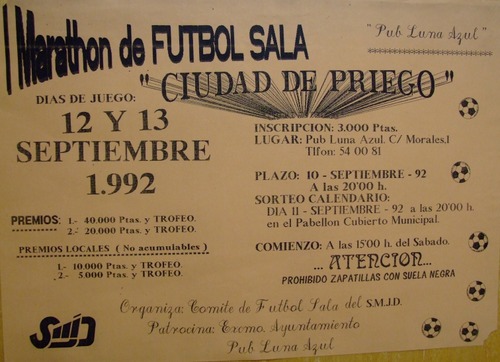 I Marathon de FUTBOL SALA
"Pub Luna Azul"
"CIUDAD DE PRIEGO"
DIAS DE JUEGO:
12 Y 13
SEPTIEMBRE
1.992
PREMIOS: 1.- 40.000 Ptas. y TROFEO.
2.- 20.000 Ptas. y TROFEO.
PREMIOS LOCALES ( No acumulables )
1.- 10.000 Ptas. y TROFEO
2.- 5.000 Ptas. y TROFEO.
INSCRIPCION: 3.000 Ptas.
LUGAR: Pub Luna Azul. C/ Morales,1
Tlfon: 54 00 81
PLAZO: 10 - SEPTIEMBRE - 92
A las 20'00 h.
SORTEO CALENDARIO:
DIA 11 - SEPTIEMBRE - 92 a las 20'00h.
en el Pabellon Cubierto Municipal.
COMIENZO: A las 15'00 h. del Sabado.
... ATENCION...
PROHIBIDO ZAPATILLAS CON SUELA NEGRA
Organiza: Comite de Futbol Sala del S.M.J.D.
Patrocina: Excmo. Ayuntamiento
Pub Luna Azul
SMJD